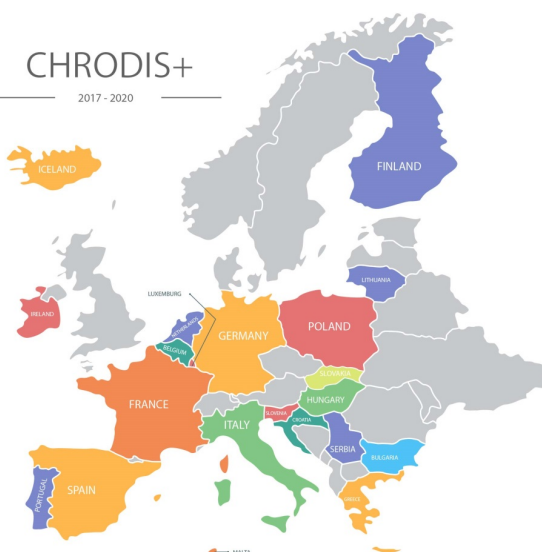 CHRODIS+
2017 - 2020
ICELAND
FINLAND
LITHUANIA
LUXEMBURG
IRELAND
NETHERLANDS
BELGIUM
GERMANY
POLAND
SLOVAKIA
HUNGARY
FRANCE
ITALY
SLOVENIA
CROATIA
SERBIA
BULGARIA
PORTUGAL
SPAIN
GREECE
MALTA